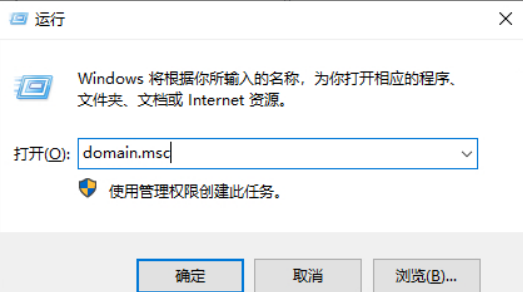 运行
Windows 将根据你所输入的名称，为你打开相应的程序、
文件夹、文档或 Internet 资源。
打开(O): domain.msc
使用管理权限创建此任务。
确定 取消 浏览(B)...